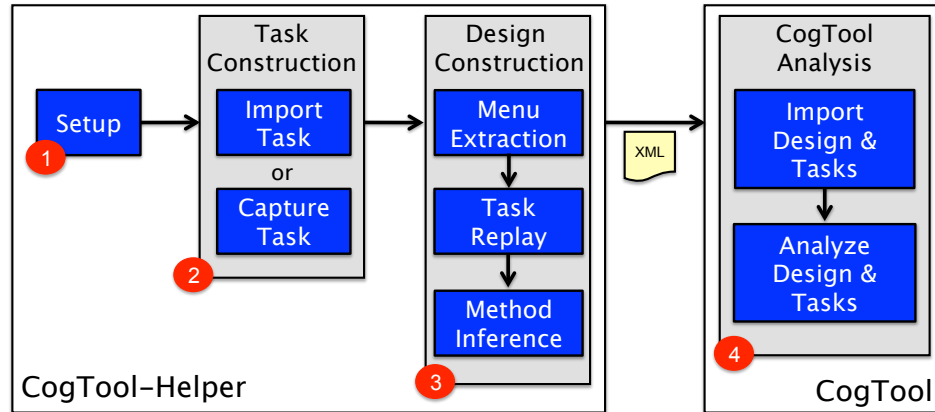 Setup
1
Task
Construction
Import
Task
or
Capture
Task
2
Design
Construction
Menu
Extraction
Task
Replay
Method
Inference
3
CogTool-Helper
XML
CogTool
Analysis
Import
Design &
Tasks
Analyze
Design &
Tasks
4
CogTool